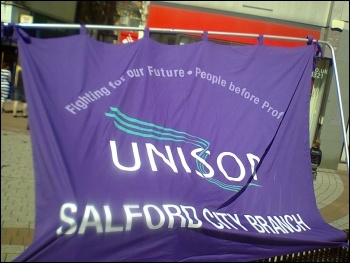 Fighting for our Future • People before Prof
UNISON
SALFORD CITY BRANCH